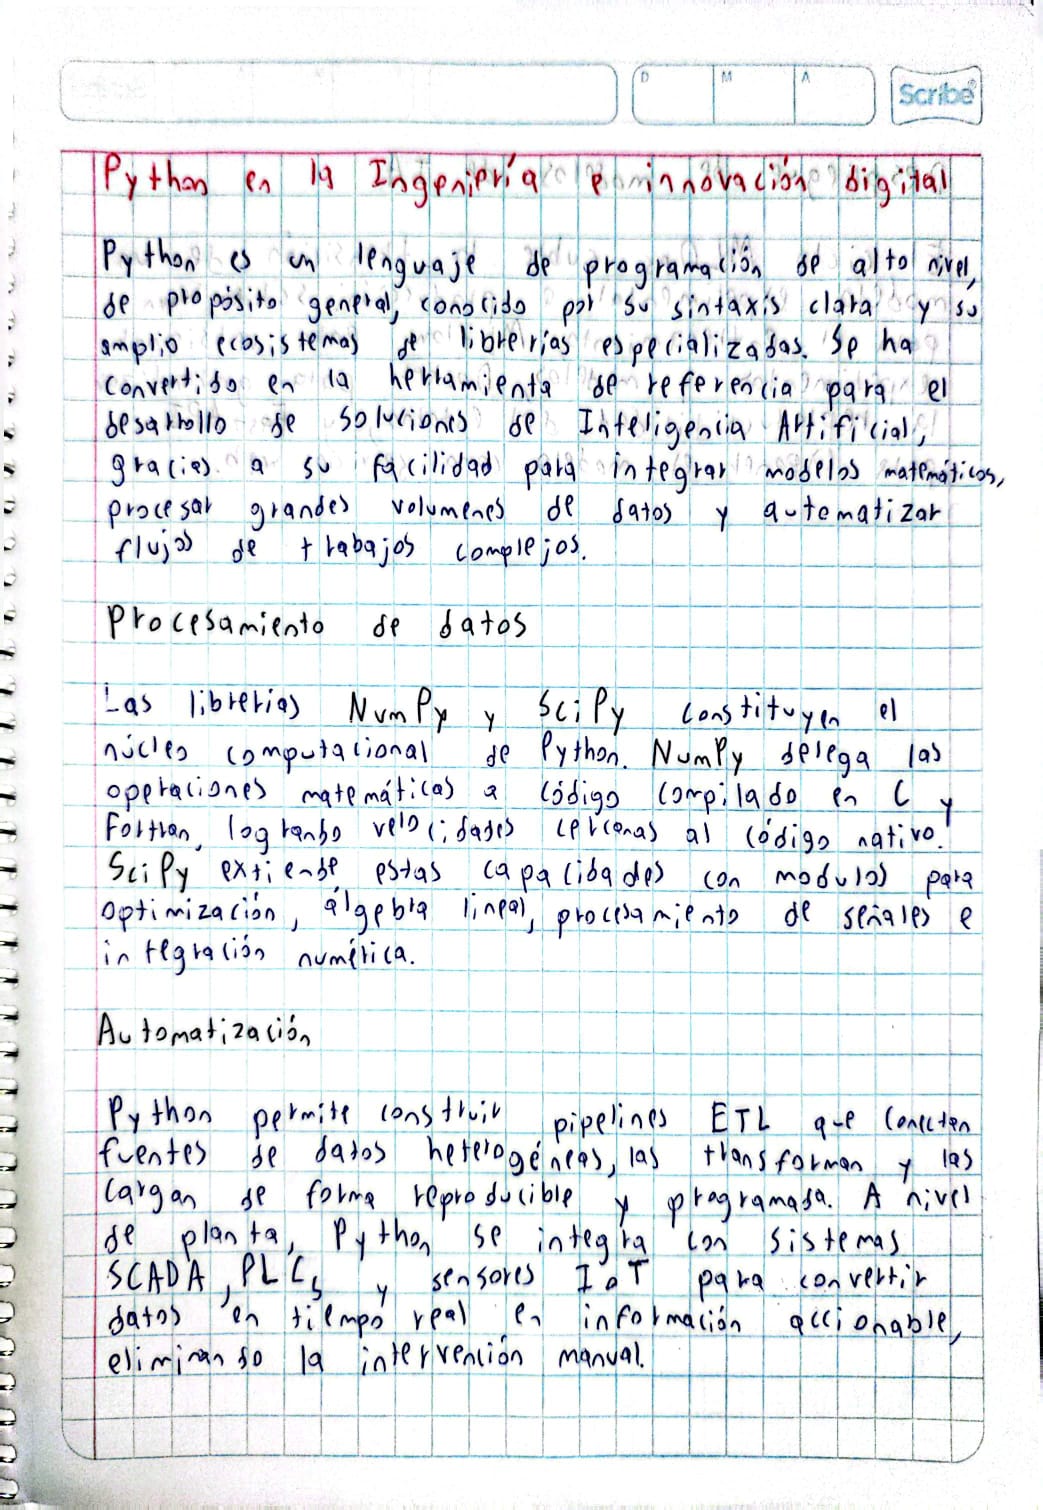 D M A
Scribe
Python en la Ingeniería e innovación digital
Python es un lenguaje de programación de alto nivel,
de propósito general, conocido por su sintaxis clara y su
amplio ecosistemas de librerías especializadas. Se ha
convertido en la herramienta de referencia para el
desarrollo de soluciones de Inteligencia Artificial,
gracias a su facilidad para integrar modelos matemáticos,
procesar grandes volumenes de datos y automatizar
flujos de trabajos complejos.
Procesamiento de datos
Las librerias NumPy y SciPy constituyen el
núcleo computacional de Python. NumPy delega las
operaciones matemáticas a código compilado en C y
Fortran, logrando velocidades cercanas al código nativo.
SciPy extiende estas capacidades con modulos para
optimización, álgebra lineal, procesamiento de señales e
integración numérica.
Automatización
Python permite construir pipelines ETL que conecten
fuentes de datos heterogéneas, las transforman y las
cargan de forma reproducible y programada. A nivel
de planta, Python se integra con sistemas
SCADA, PLCs y sensores IoT para convertir
datos en tiempo real en información accionable,
eliminando la intervención manual.